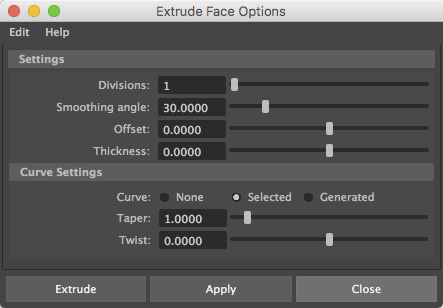 Extrude Face Options
Edit Help
Settings
Divisions: 1
Smoothing angle: 30.0000
Offset: 0.0000
Thickness: 0.0000
Curve Settings
Curve: None Selected Generated
Taper: 1.0000
Twist: 0.0000
Extrude Apply Close